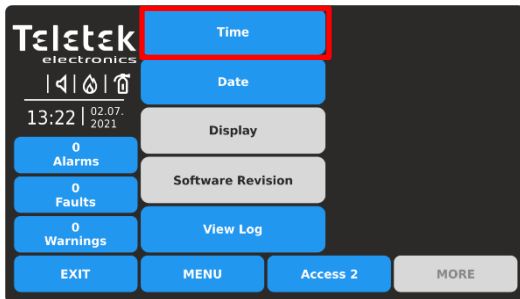 Teletek
electronics
13:22
02.07.
2021
0
Alarms
0
Faults
0
Warnings
EXIT
Time
Date
Display
Software Revision
View Log
MENU
Access 2
MORE